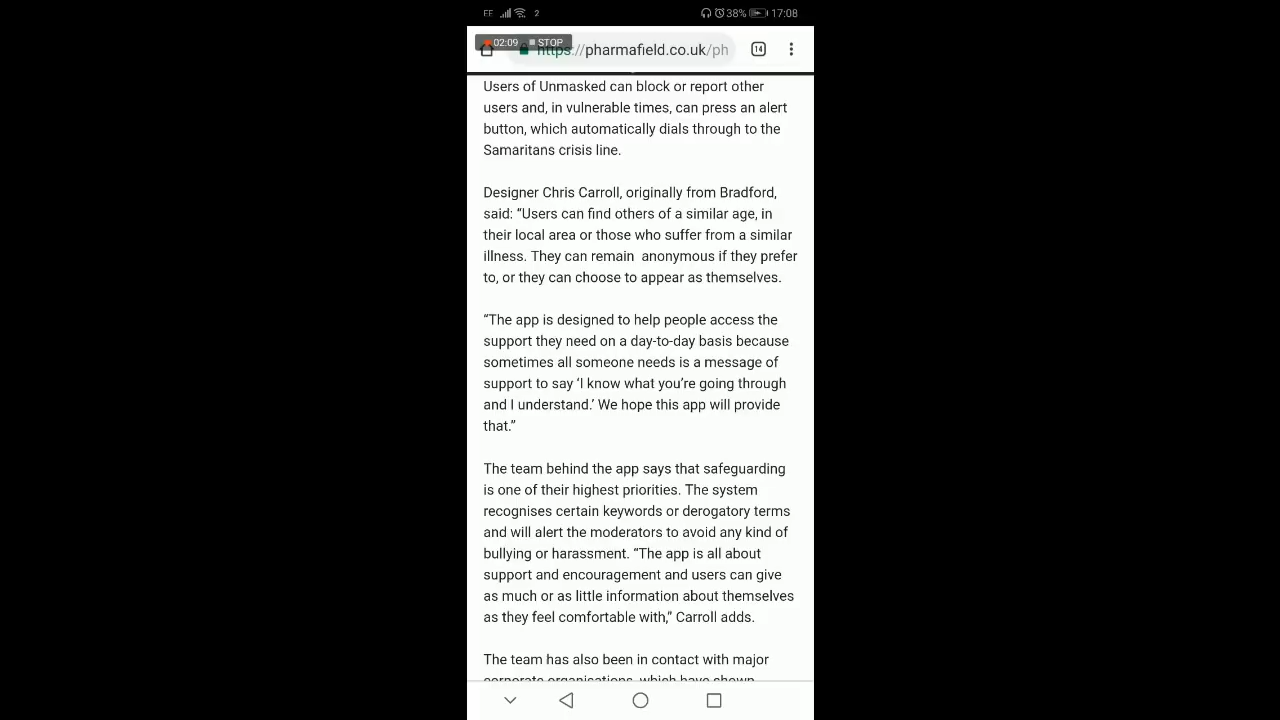 EE 2 38% 17:08
02:09 STOP
https://pharmafield.co.uk/ph 14
Users of Unmasked can block or report other
users and, in vulnerable times, can press an alert
button, which automatically dials through to the
Samaritans crisis line.
Designer Chris Carroll, originally from Bradford,
said: “Users can find others of a similar age, in
their local area or those who suffer from a similar
illness. They can remain  anonymous if they prefer
to, or they can choose to appear as themselves.
“The app is designed to help people access the
support they need on a day-to-day basis because
sometimes all someone needs is a message of
support to say ‘I know what you’re going through
and I understand.’ We hope this app will provide
that.”
The team behind the app says that safeguarding
is one of their highest priorities. The system
recognises certain keywords or derogatory terms
and will alert the moderators to avoid any kind of
bullying or harassment. “The app is all about
support and encouragement and users can give
as much or as little information about themselves
as they feel comfortable with,” Carroll adds.
The team has also been in contact with major
corporate organisations, which have shown